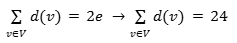 ∑ d(v) = 2e → ∑ d(v) = 24
v∈V v∈V